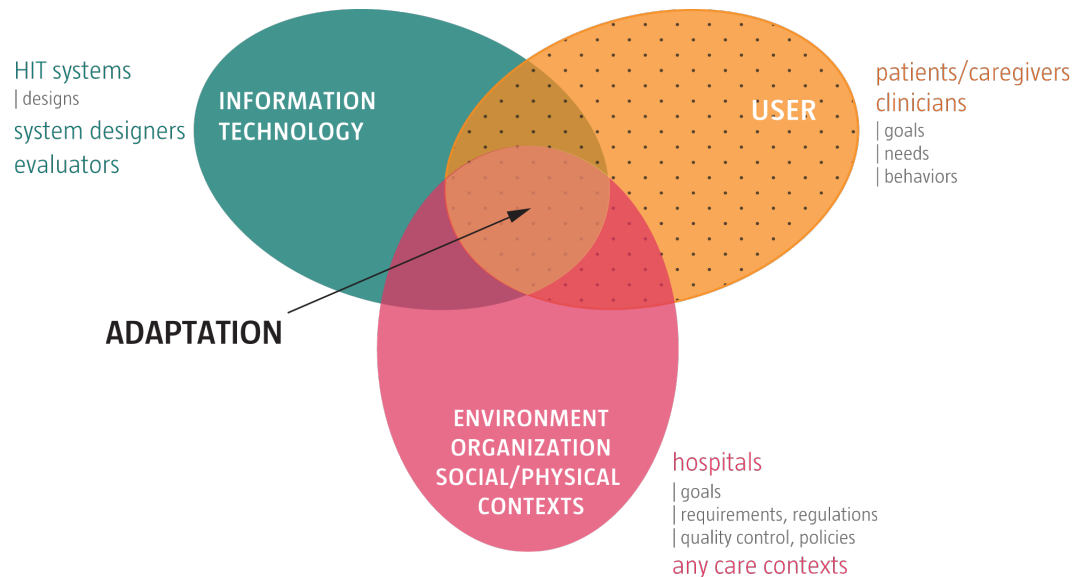 HIT systems
| designs
system designers
evaluators
INFORMATION
TECHNOLOGY
USER
patients/caregivers
clinicians
| goals
| needs
| behaviors
ADAPTATION
ENVIRONMENT
ORGANIZATION
SOCIAL/PHYSICAL
CONTEXTS
hospitals
| goals
| requirements, regulations
| quality control, policies
any care contexts